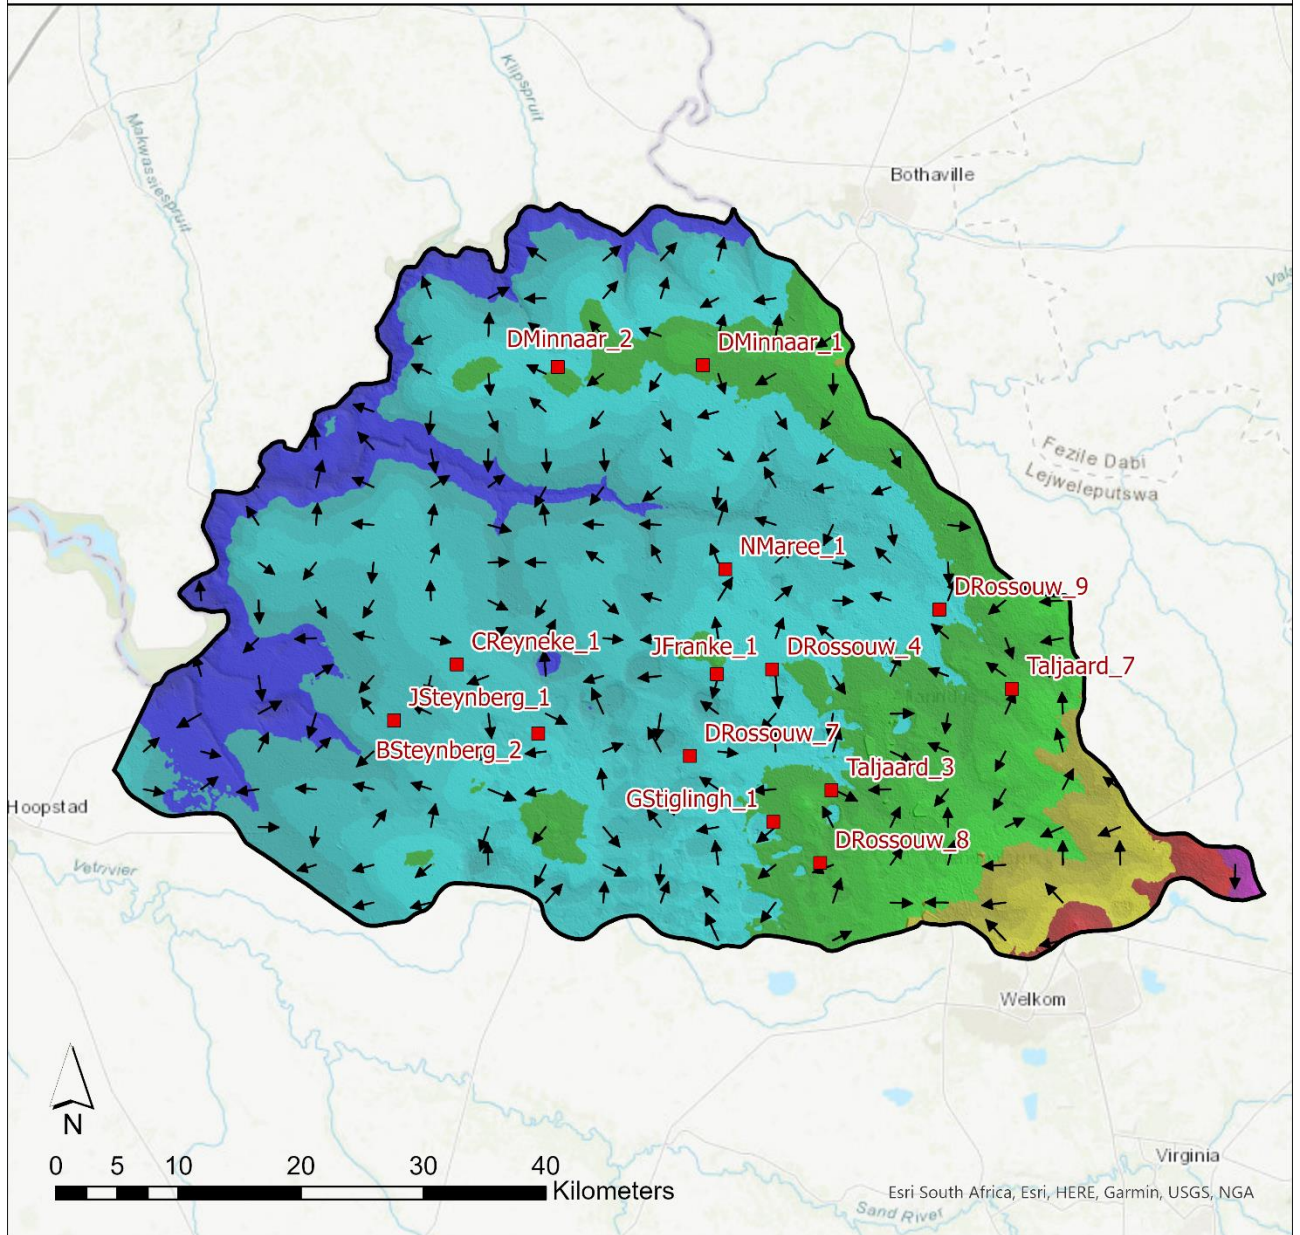 Klipspruit
Makwassiespruit
Bothaville
DMinnaar_2
DMinnaar_1
Fezile Dabi
Lejweleputswa
NMaree_1
DRossouw_9
CReyneke_1
JFranke_1
DRossouw_4
Taljaard_7
JSteynberg_1
BSteynberg_2
DRossouw_7
Taljaard_3
GStiglingh_1
Hoopstad
DRossouw_8
Vetrivier
Welkom
N
Virginia
0 5 10 20 30 40
Kilometers
Esri South Africa, Esri, HERE, Garmin, USGS, NGA
Sand River